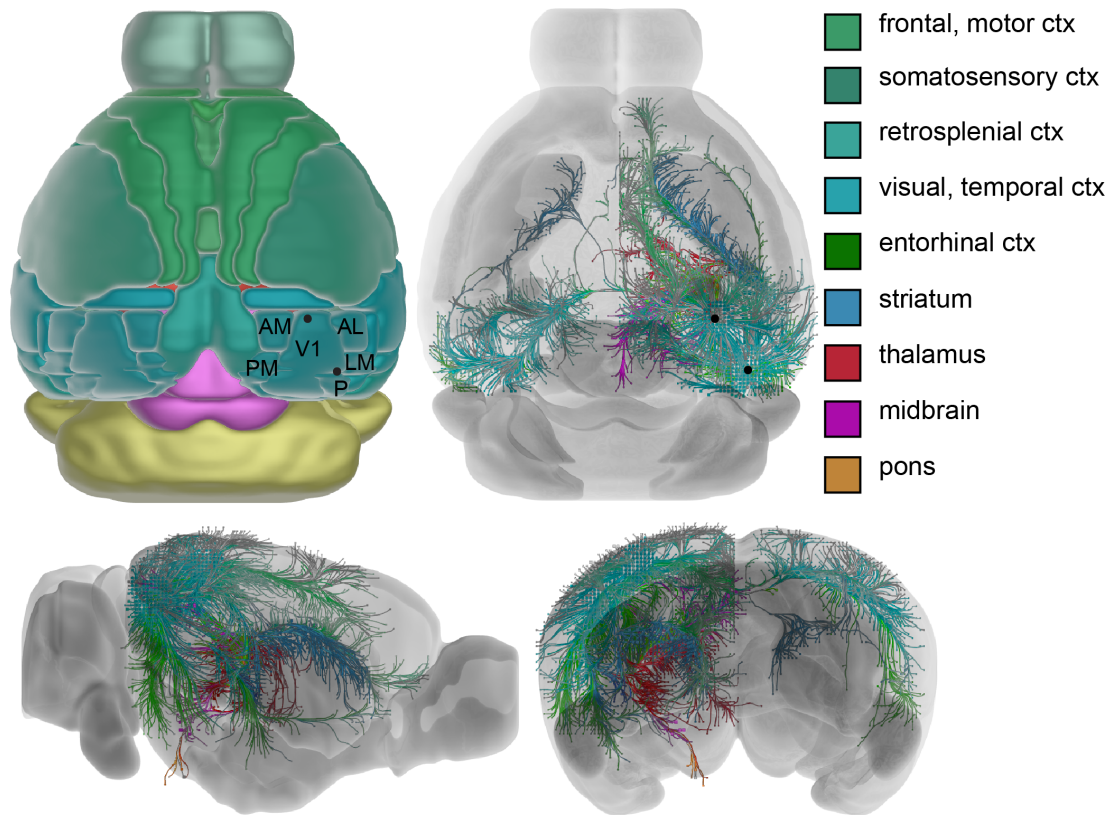 AM
AL
V1
PM
LM
P
frontal, motor ctx
somatosensory ctx
retrosplenial ctx
visual, temporal ctx
entorhinal ctx
striatum
thalamus
midbrain
pons